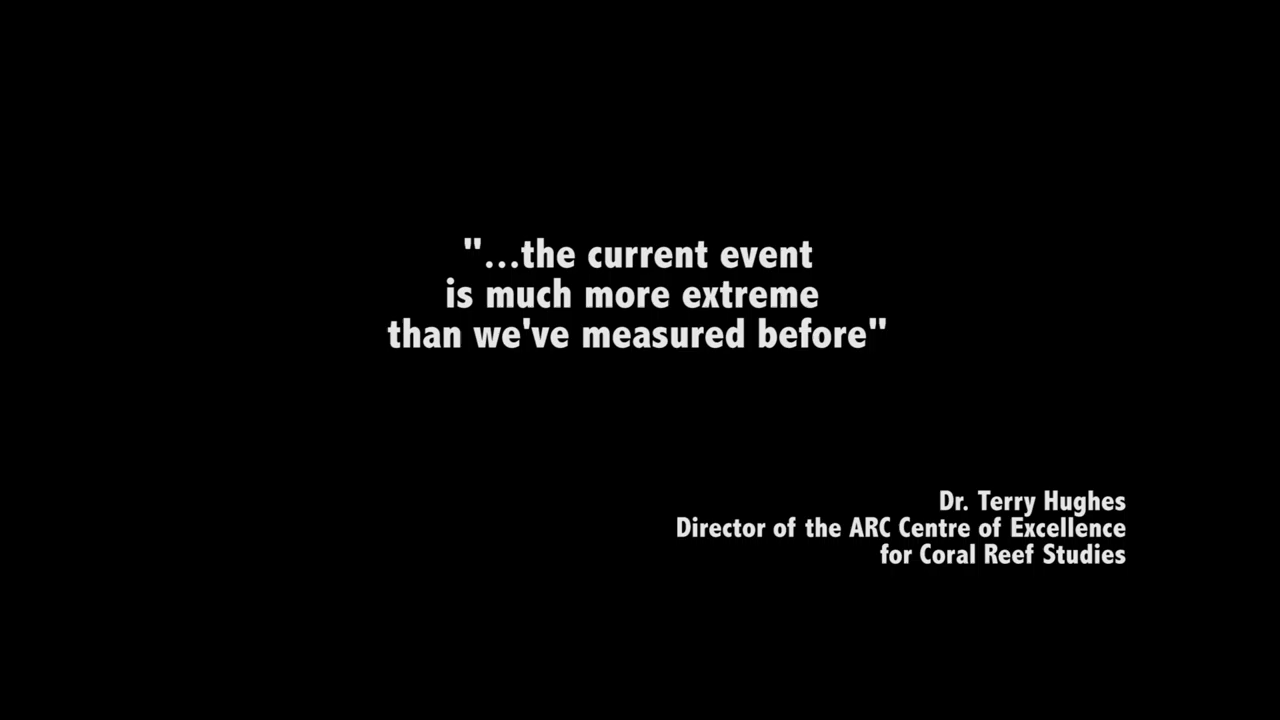 "...the current event
is much more extreme
than we've measured before"
Dr. Terry Hughes
Director of the ARC Centre of Excellence
for Coral Reef Studies